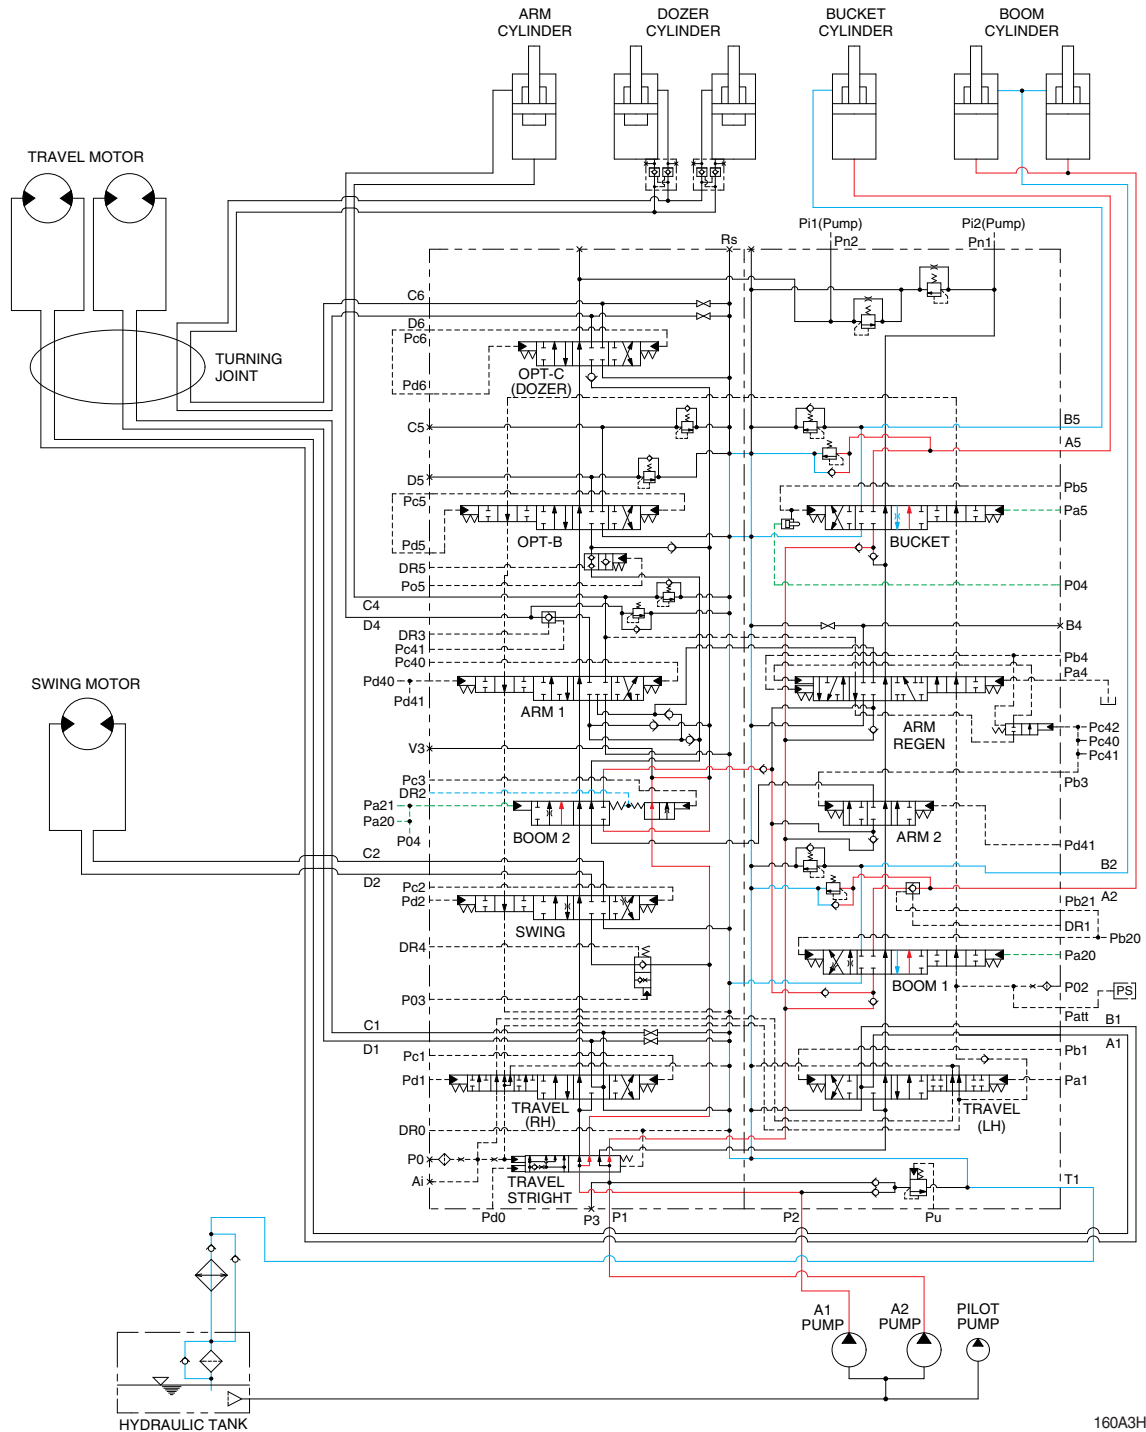 ARM
CYLINDER
DOZER
CYLINDER
BUCKET
CYLINDER
BOOM
CYLINDER
TRAVEL MOTOR
TURNING
JOINT
Pi1(Pump)
Pn2
Pi2(Pump)
Pn1
Rs
C6
D6
Pc6
Pd6
OPT-C
(DOZER)
C5
D5
Pc5
Pd5
OPT-B
DR5
Po5
B5
A5
Pb5
Pa5
BUCKET
P04
C4
D4
DR3
Pc41
Pc40
Pd40
Pd41
ARM 1
B4
Pb4
Pa4
ARM
REGEN
Pc42
Pc40
Pc41
SWING MOTOR
V3
Pc3
DR2
Pa21
Pa20
P04
BOOM 2
Pb3
ARM 2
Pd41
C2
D2
Pc2
Pd2
SWING
B2
A2
Pb21
DR1
Pb20
DR4
P03
Pa20
BOOM 1
P02
PS
Patt
C1
D1
Pc1
Pd1
TRAVEL
(RH)
B1
A1
Pb1
Pa1
TRAVEL
(LH)
DR0
P0
Ai
TRAVEL
STRIGHT
T1
Pd0
P3
P1
P2
Pu
A1
PUMP
A2
PUMP
PILOT
PUMP
HYDRAULIC TANK
160A3H